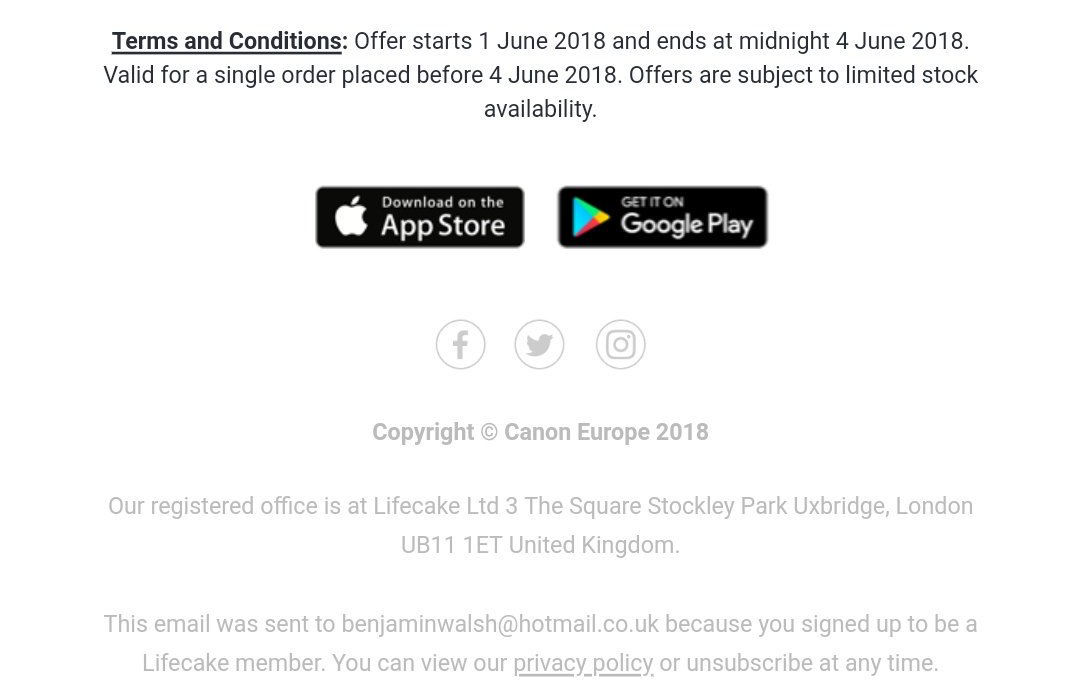 Terms and Conditions: Offer starts 1 June 2018 and ends at midnight 4 June 2018.
Valid for a single order placed before 4 June 2018. Offers are subject to limited stock
availability.
Download on the
App Store
GET IT ON
Google Play
Copyright © Canon Europe 2018
Our registered office is at Lifecake Ltd 3 The Square Stockley Park Uxbridge, London
UB11 1ET United Kingdom.
This email was sent to benjaminwalsh@hotmail.co.uk because you signed up to be a
Lifecake member. You can view our privacy policy or unsubscribe at any time.